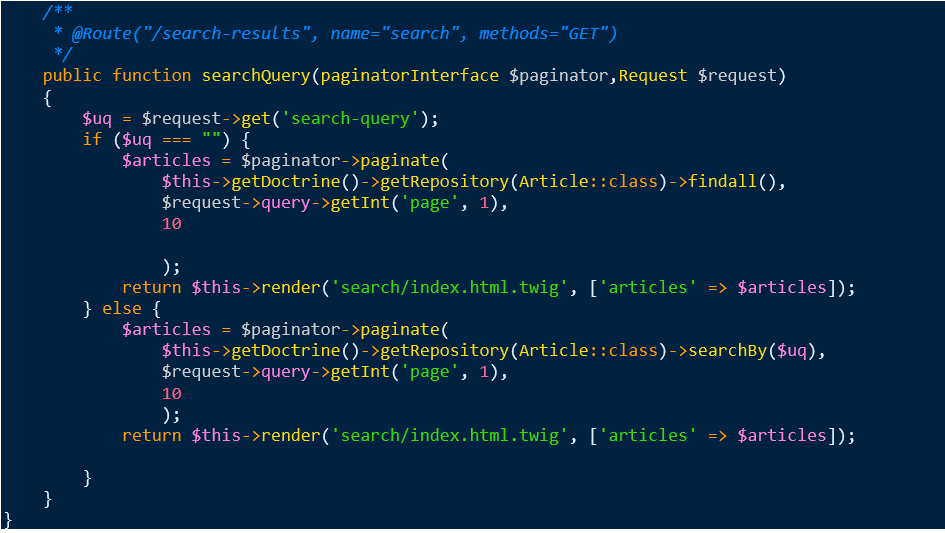 /**
* @Route("/search-results", name="search", methods="GET")
*/
public function searchQuery(paginatorInterface $paginator,Request $request)
{
$uq = $request->get('search-query');
if ($uq === "") {
$articles = $paginator->paginate(
$this->getDoctrine()->getRepository(Article::class)->findall(),
$request->query->getInt('page', 1),
10
);
return $this->render('search/index.html.twig', ['articles' => $articles]);
} else {
$articles = $paginator->paginate(
$this->getDoctrine()->getRepository(Article::class)->searchBy($uq),
$request->query->getInt('page', 1),
10
);
return $this->render('search/index.html.twig', ['articles' => $articles]);
}
}
}